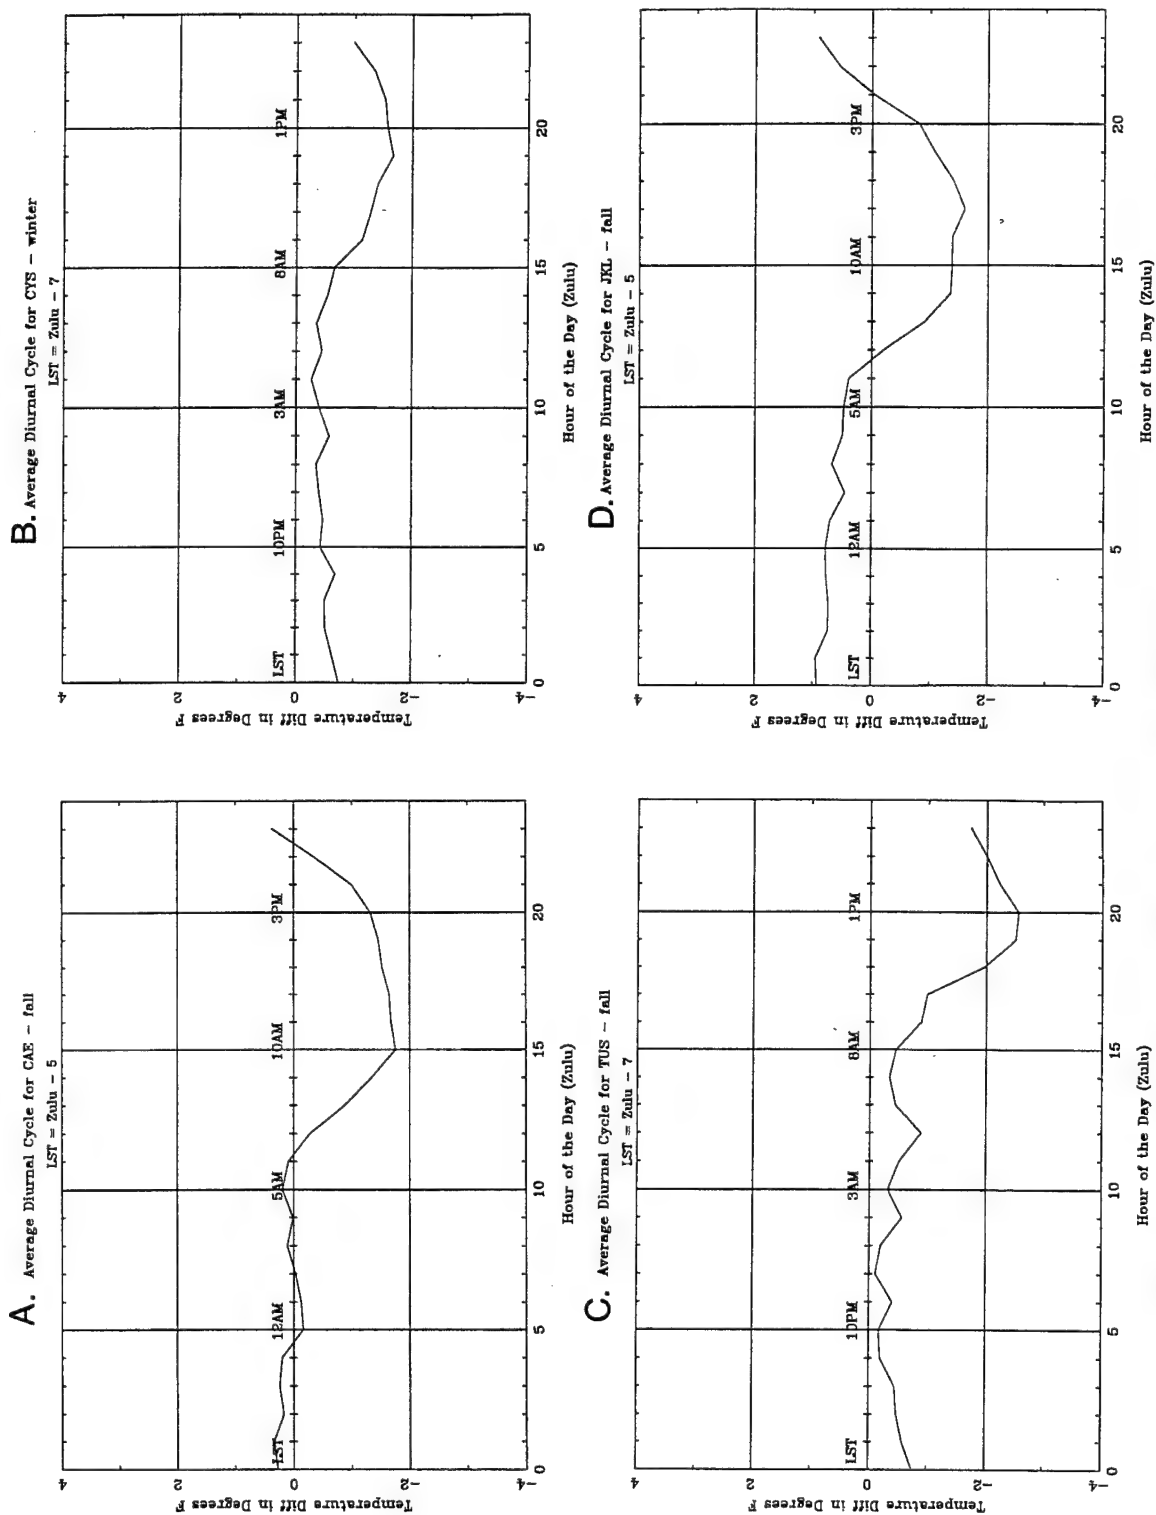 A. Average Diurnal Cycle for CAE - fall
LST = Zulu - 5
Temperature Diff in Degrees F
4
2
0
-2
-4
LST
12AM
5AM
10AM
3PM
0
5
10
15
20
Hour of the Day (Zulu)
B. Average Diurnal Cycle for CYS - winter
LST = Zulu - 7
Temperature Diff in Degrees F
4
2
0
-2
-4
LST
10PM
3AM
8AM
1PM
0
5
10
15
20
Hour of the Day (Zulu)
C. Average Diurnal Cycle for TUS - fall
LST = Zulu - 7
Temperature Diff in Degrees F
4
2
0
-2
-4
LST
10PM
3AM
8AM
1PM
0
5
10
15
20
Hour of the Day (Zulu)
D. Average Diurnal Cycle for JKL - fall
LST = Zulu - 5
Temperature Diff in Degrees F
4
2
0
-2
-4
LST
12AM
5AM
10AM
3PM
0
5
10
15
20
Hour of the Day (Zulu)